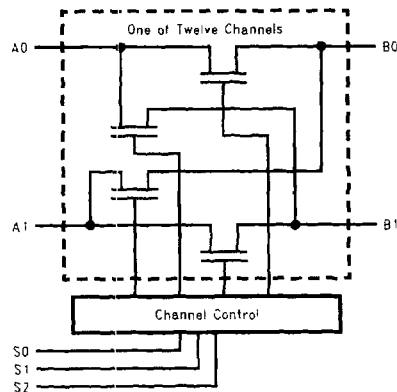 One of Twelve Channels
A0
B0
A1
B1
Channel Control
S0
S1
S2